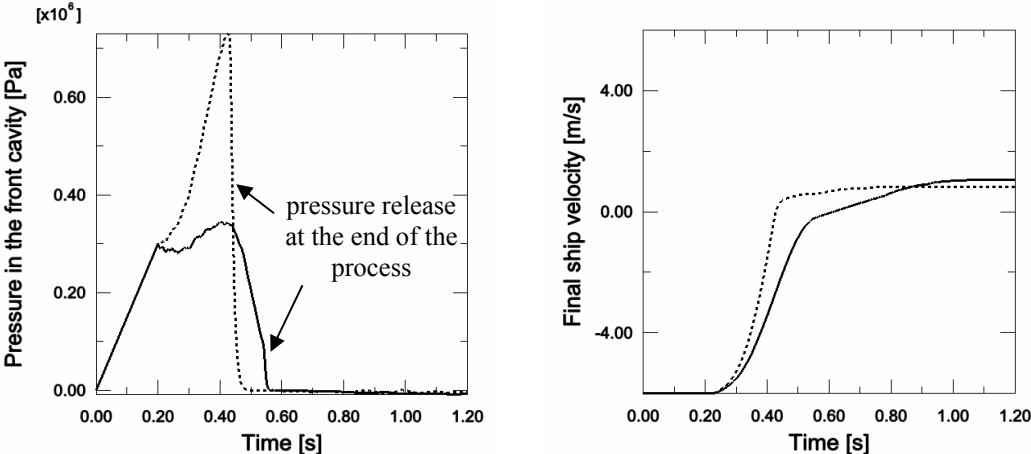 [x10⁶]
Pressure in the front cavity [Pa]
0.60
0.40
0.20
0.00
pressure release
at the end of the
process
0.00 0.20 0.40 0.60 0.80 1.00 1.20
Time [s]
Final ship velocity [m/s]
4.00
0.00
-4.00
0.00 0.20 0.40 0.60 0.80 1.00 1.20
Time [s]